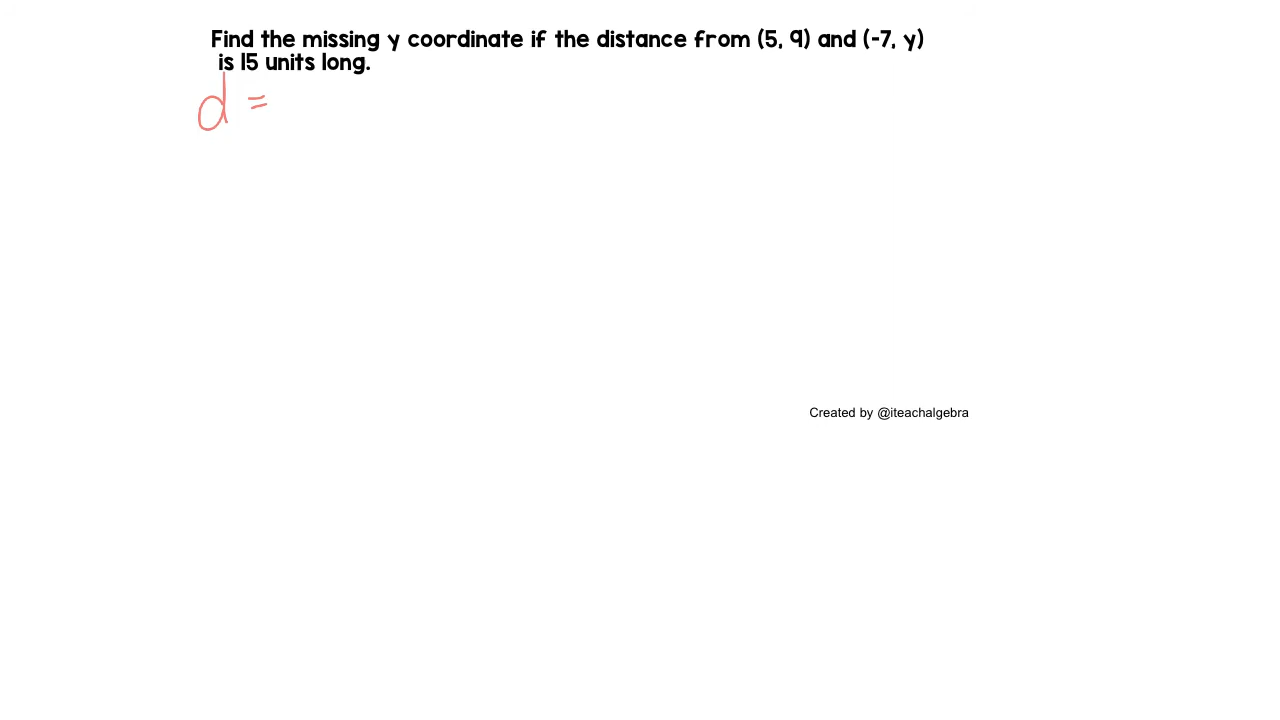 Find the missing y coordinate if the distance from (5, 9) and (-7, y)
is 15 units long.
d =
Created by @iteachalgebra